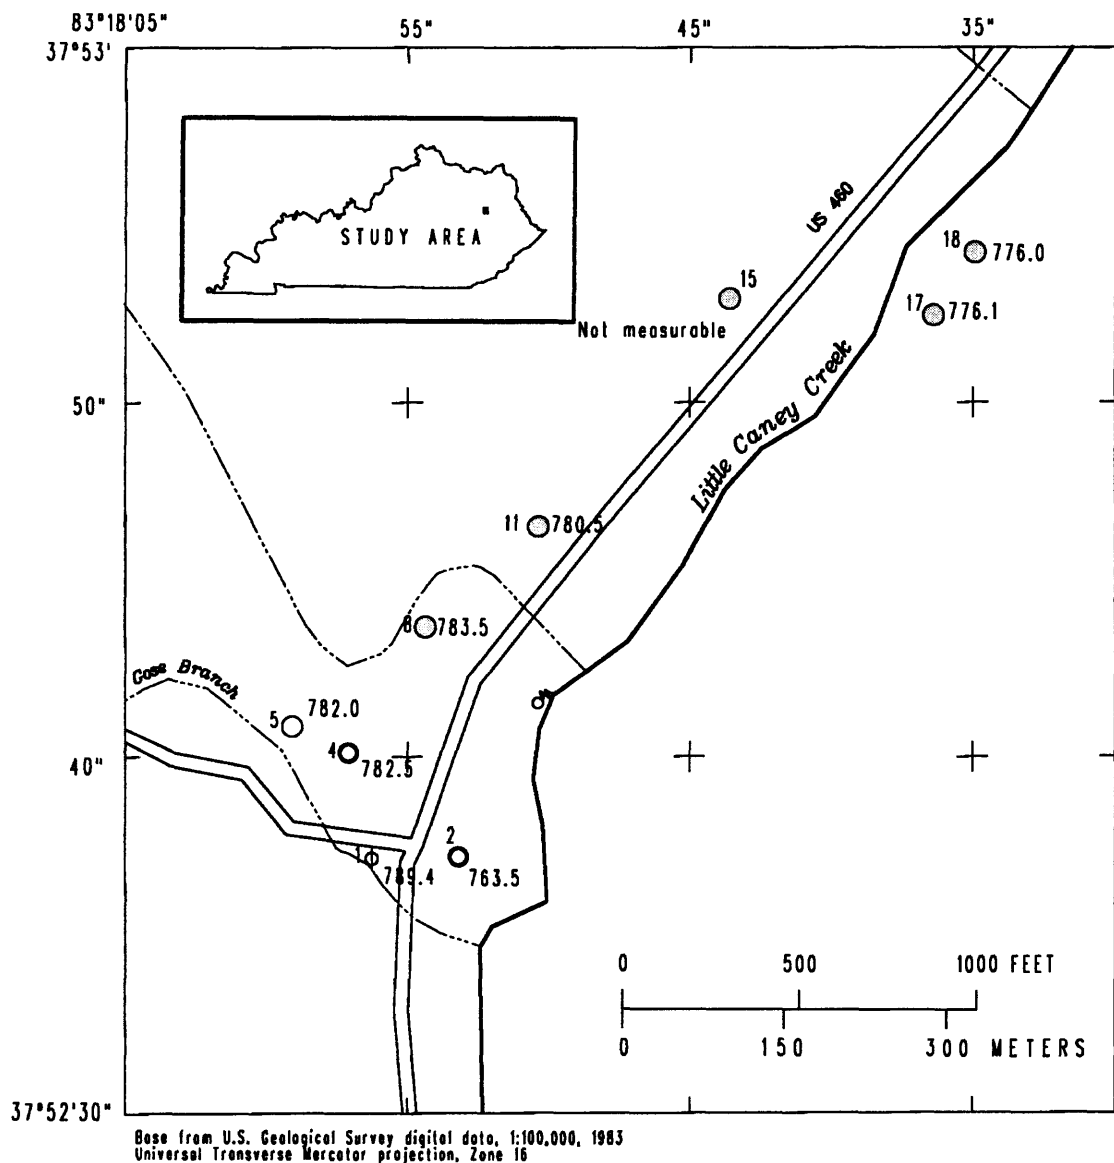 83°18'05" 55" 45" 35"
37°53'
US 460
STUDY AREA
18 776.0
15
17 776.1
Not measurable
Little Caney Creek
50"
11 780.5
8 783.5
Gose Branch
782.0
5
4
782.5
40"
2
1
789.4 763.5
0 500 1000 FEET
0 150 300 METERS
37°52'30"
Base from U.S. Geological Survey digital data, 1:100,000, 1983
Universal Transverse Mercator projection, Zone 16